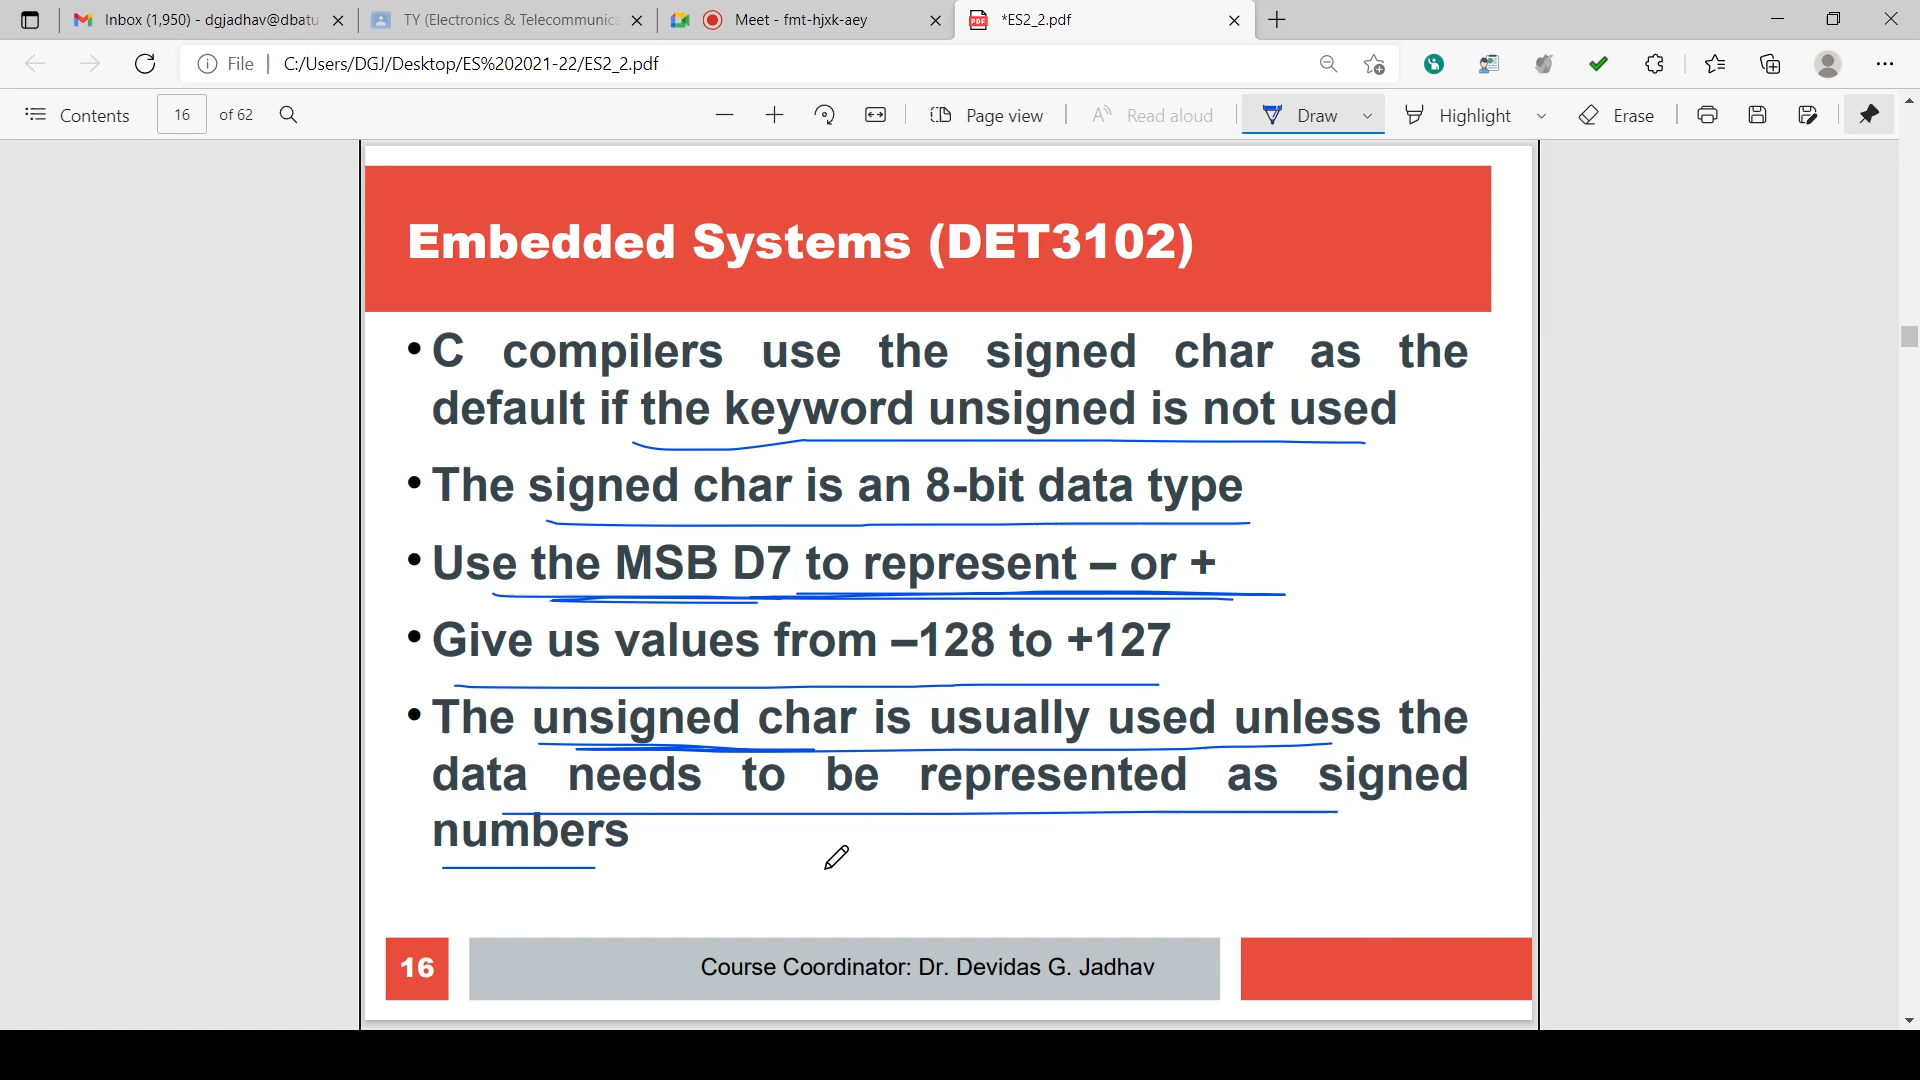 Inbox (1,950) - dgjadhav@dbatu
TY (Electronics & Telecommunica
Meet - fmt-hjxk-aey
*ES2_2.pdf
File
C:/Users/DGJ/Desktop/ES%202021-22/ES2_2.pdf
Contents
16
of 62
Page view
Read aloud
Draw
Highlight
Erase
Embedded Systems (DET3102)
• C compilers use the signed char as the
default if the keyword unsigned is not used
• The signed char is an 8-bit data type
• Use the MSB D7 to represent – or +
• Give us values from –128 to +127
• The unsigned char is usually used unless the
data needs to be represented as signed
numbers
16
Course Coordinator: Dr. Devidas G. Jadhav